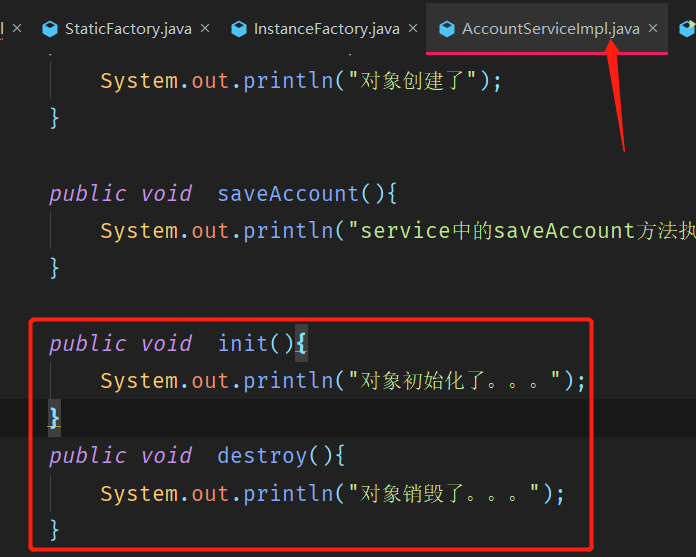 StaticFactory.java InstanceFactory.java AccountServiceImpl.java
System.out.println("对象创建了");
}
public void saveAccount(){
System.out.println("service中的saveAccount方法执
}
public void init(){
System.out.println("对象初始化了。。。");
}
public void destroy(){
System.out.println("对象销毁了。。。");
}